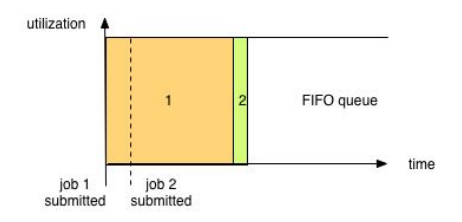 utilization
1
2
FIFO queue
time
job 1
submitted
job 2
submitted